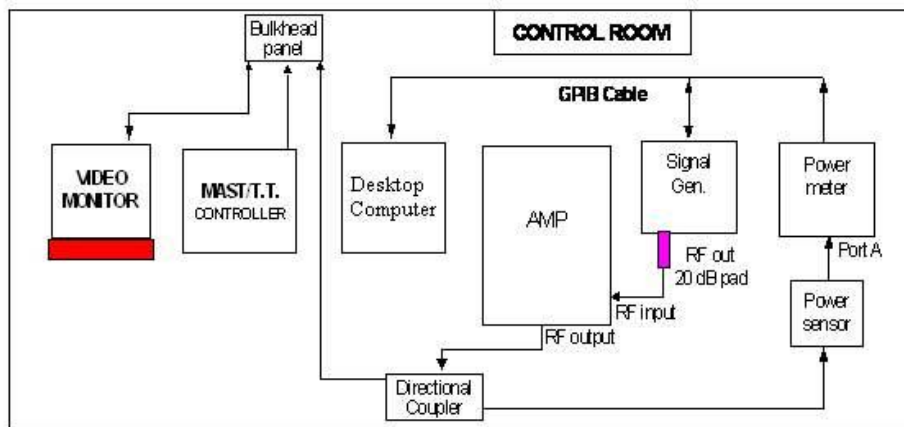 Bulkhead
panel
CONTROL ROOM
GPIB Cable
VIDEO
MONITOR
MAST/T.T.
CONTROLLER
Desktop
Computer
AMP
Signal
Gen.
Power
meter
RF out
20 dB pad
Port A
RF input
Power
sensor
RF output
Directional
Coupler